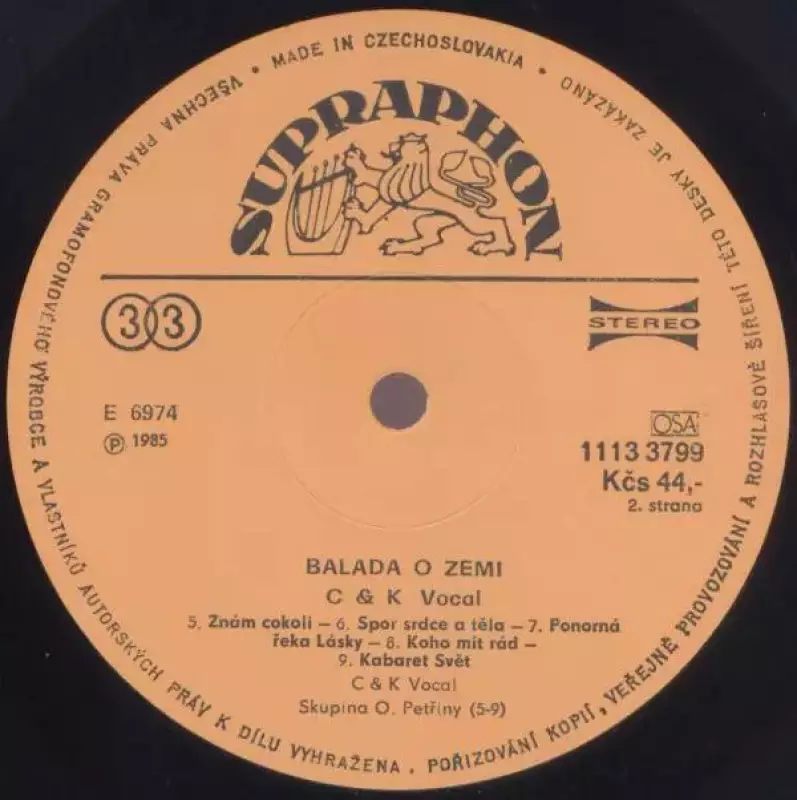 MADE IN CZECHOSLOVAKIA •
VŠECHNA PRÁVA GRAMOFONOVÉHO VÝROBCE A VLASTNÍKŮ AUTORSKÝCH PRÁV K DÍLU VYHRAŽENA. POŘIZOVÁNÍ KOPIÍ, VEŘEJNÉ PROVOZOVÁNÍ A ROZHLASOVÉ ŠÍŘENÍ TÉTO DESKY JE ZAKÁZÁNO •
SUPRAPHON
33
STEREO
E 6974
Ⓟ 1985
OSA
1113 3799
Kčs 44,-
2. strana
BALADA O ZEMI
C & K Vocal
5. Znám cokoli – 6. Spor srdce a těla – 7. Ponorná
řeka Lásky – 8. Koho mít rád –
9. Kabaret Svět
C & K Vocal
Skupina O. Petřiny (5-9)